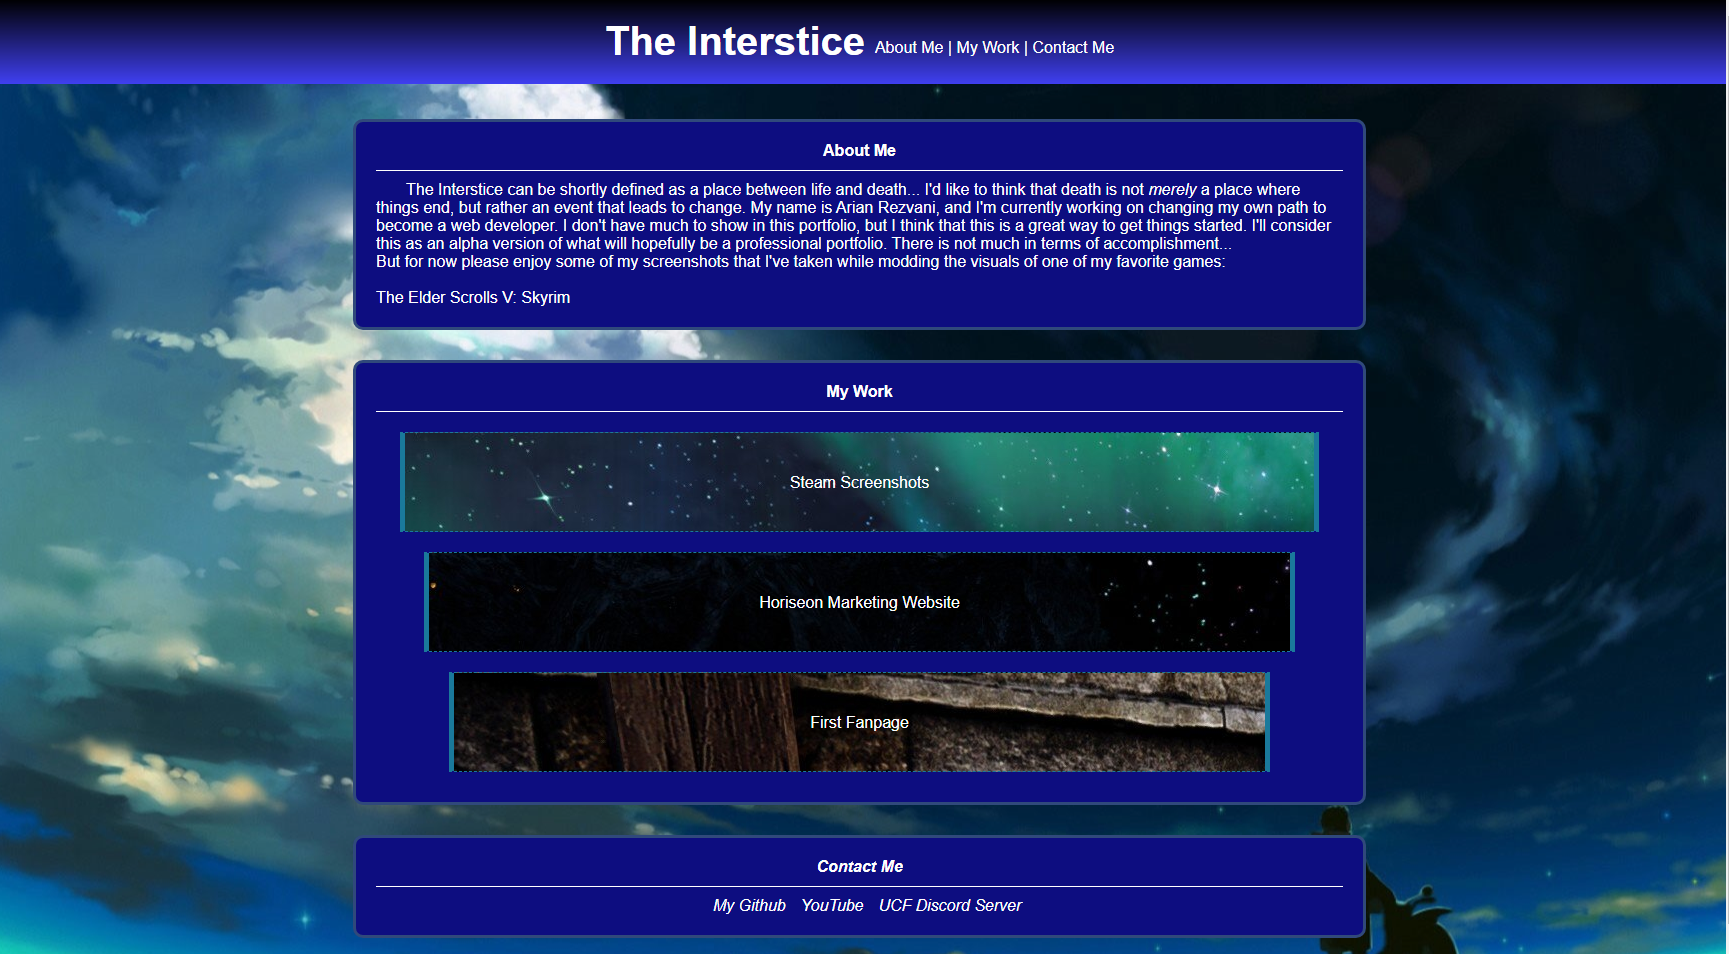 The Interstice About Me | My Work | Contact Me
About Me
The Interstice can be shortly defined as a place between life and death... I'd like to think that death is not merely a place where
things end, but rather an event that leads to change. My name is Arian Rezvani, and I'm currently working on changing my own path to
become a web developer. I don't have much to show in this portfolio, but I think that this is a great way to get things started. I'll consider
this as an alpha version of what will hopefully be a professional portfolio. There is not much in terms of accomplishment...
But for now please enjoy some of my screenshots that I've taken while modding the visuals of one of my favorite games:
The Elder Scrolls V: Skyrim
My Work
Steam Screenshots
Horiseon Marketing Website
First Fanpage
Contact Me
My Github YouTube UCF Discord Server